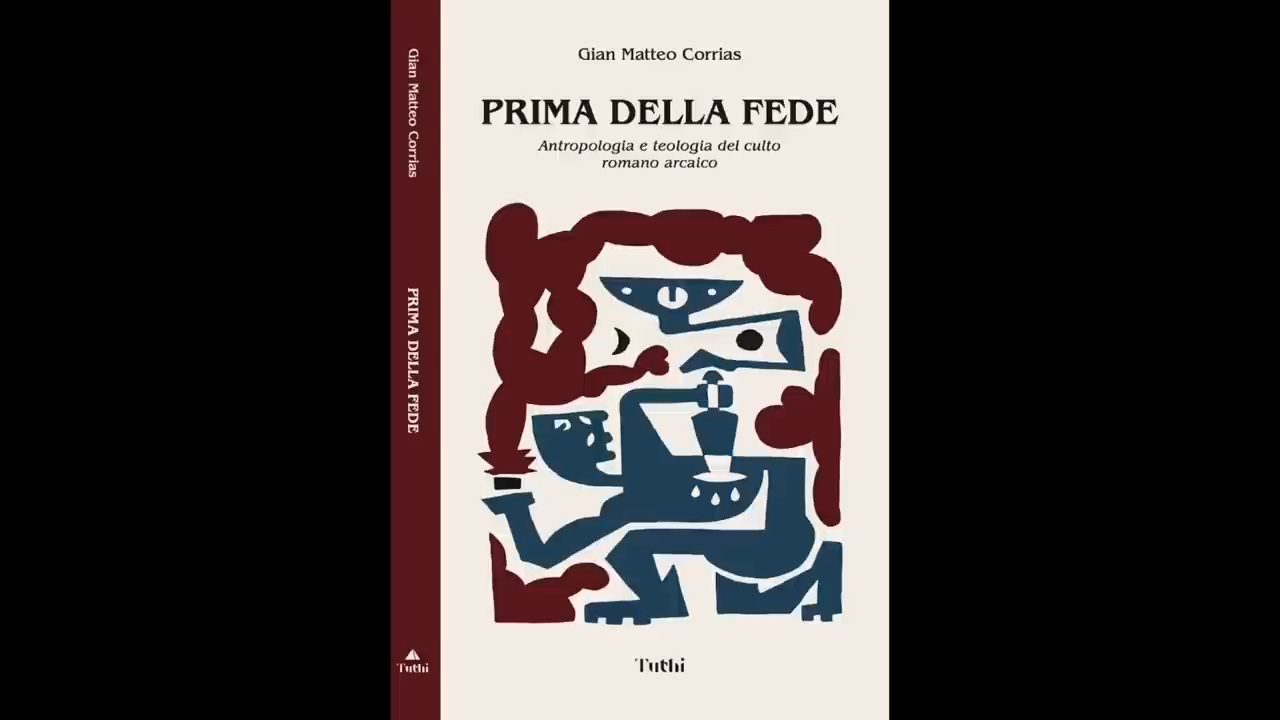 Gian Matteo Corrias
PRIMA DELLA FEDE
Tuthi
Gian Matteo Corrias
PRIMA DELLA FEDE
Antropologia e teologia del culto
romano arcaico
Tuthi